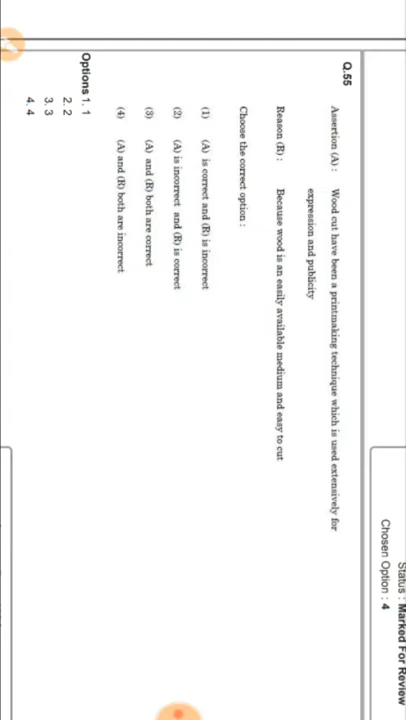 Status : Marked For Review
Chosen Option : 4
Q.55
Assertion (A) : Wood cut have been a printmaking technique which is used extensively for
expression and publicity
Reason (R) : Because wood is an easily available medium and easy to cut
Choose the correct option :
(1) (A) is correct and (R) is incorrect
(2) (A) is incorrect and (R) is correct
(3) (A) and (R) both are correct
(4) (A) and (R) both are incorrect
Options 1. 1
2. 2
3. 3
4. 4